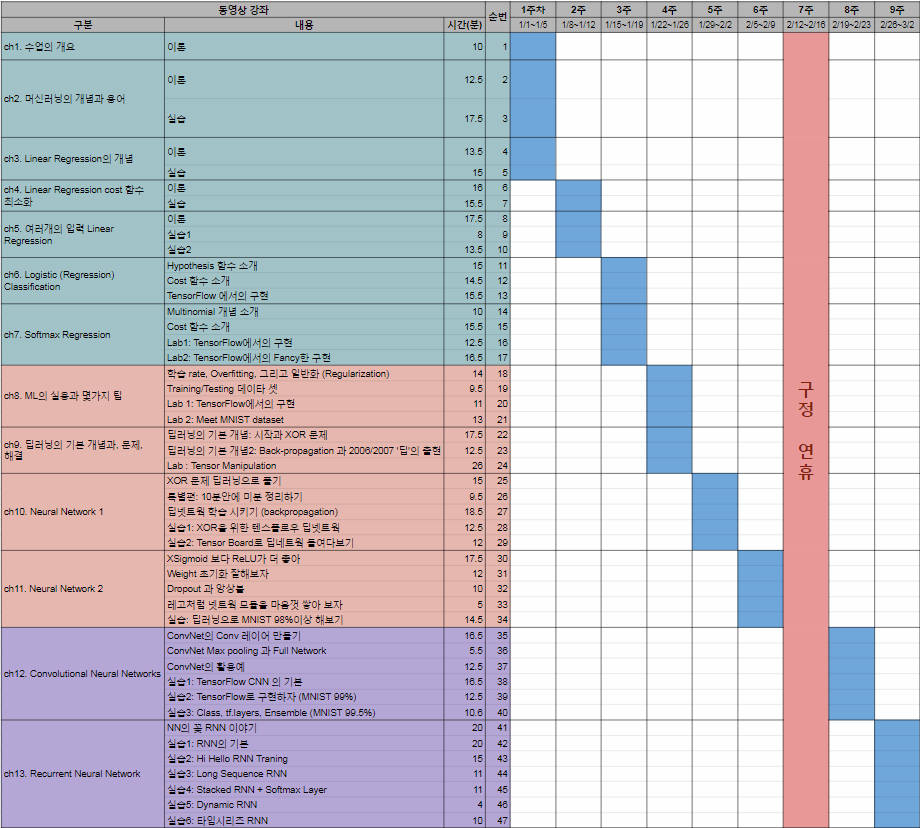 동영상 강좌 순번 1주차 2주 3주 4주 5주 6주 7주 8주 9주
구분 내용 시간(분) 1/1~1/5 1/8~1/12 1/15~1/19 1/22~1/26 1/29~2/2 2/5~2/9 2/12~2/16 2/19~2/23 2/26~3/2
ch1. 수업의 개요 이론 10 1
ch2. 머신러닝의 개념과 용어 이론 12.5 2
실습 17.5 3
ch3. Linear Regression의 개념 이론 13.5 4
실습 15 5
ch4. Linear Regression cost 함수 최소화 이론 16 6
실습 15.5 7
ch5. 여러개의 입력 Linear Regression 이론 17.5 8
실습1 8 9
실습2 13.5 10
ch6. Logistic (Regression) Classification Hypothesis 함수 소개 15 11
Cost 함수 소개 14.5 12
TensorFlow 에서의 구현 15.5 13
ch7. Softmax Regression Multinomial 개념 소개 10 14
Cost 함수 소개 15.5 15
Lab1: TensorFlow에서의 구현 12.5 16
Lab2: TensorFlow에서의 Fancy한 구현 16.5 17
ch8. ML의 실용과 몇가지 팁 학습 rate, Overfitting, 그리고 일반화 (Regularization) 14 18
Training/Testing 데이타 셋 9.5 19
Lab 1: TensorFlow에서의 구현 11 20
Lab 2: Meet MNIST dataset 13 21
ch9. 딥러닝의 기본 개념과, 문제, 해결 딥러닝의 기본 개념: 시작과 XOR 문제 17.5 22
딥러닝의 기본 개념2: Back-propagation 과 2006/2007 '딥'의 출현 12.5 23
Lab : Tensor Manipulation 26 24
ch10. Neural Network 1 XOR 문제 딥러닝으로 풀기 15 25
특별편: 10분안에 미분 정리하기 9.5 26
딥넷트웍 학습 시키기 (backpropagation) 18.5 27
실습1: XOR을 위한 텐스플로우 딥넷트웍 12.5 28
실습2: Tensor Board로 딥네트웍 들여다보기 12 29
ch11. Neural Network 2 XSigmoid 보다 ReLU가 더 좋아 17.5 30
Weight 초기화 잘해보자 12 31
Dropout 과 앙상블 10 32
레고처럼 넷트웍 모듈을 마음껏 쌓아 보자 5 33
실습: 딥러닝으로 MNIST 98%이상 해보기 14.5 34
ch12. Convolutional Neural Networks ConvNet의 Conv 레이어 만들기 16.5 35
ConvNet Max pooling 과 Full Network 5.5 36
ConvNet의 활용예 12.5 37
실습1: TensorFlow CNN 의 기본 16.5 38
실습2: TensorFlow로 구현하자 (MNIST 99%) 12.5 39
실습3: Class, tf.layers, Ensemble (MNIST 99.5%) 10.6 40
ch13. Recurrent Neural Network NN의 꽃 RNN 이야기 20 41
실습1: RNN의 기본 20 42
실습2: Hi Hello RNN Traning 15 43
실습3: Long Sequence RNN 11 44
실습4: Stacked RNN + Softmax Layer 11 45
실습5: Dynamic RNN 4 46
실습6: 타임시리즈 RNN 10 47
구정 연휴